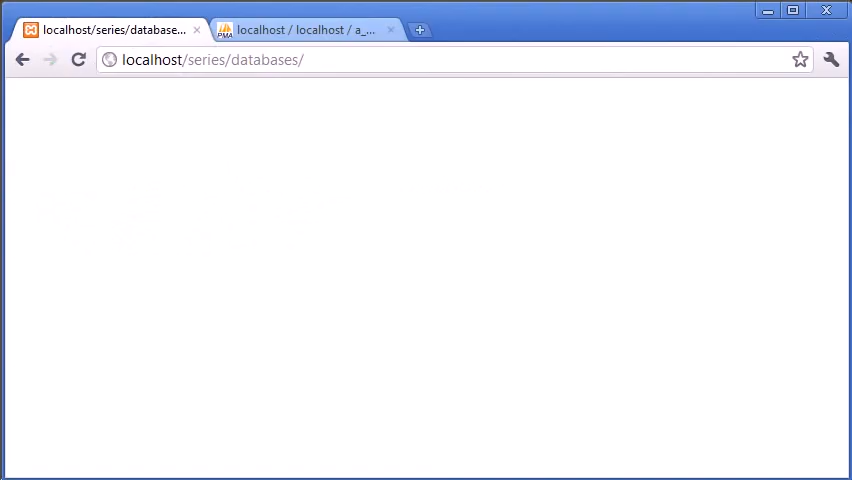 localhost/series/database...
PMA
localhost / localhost / a_...
localhost/series/databases/